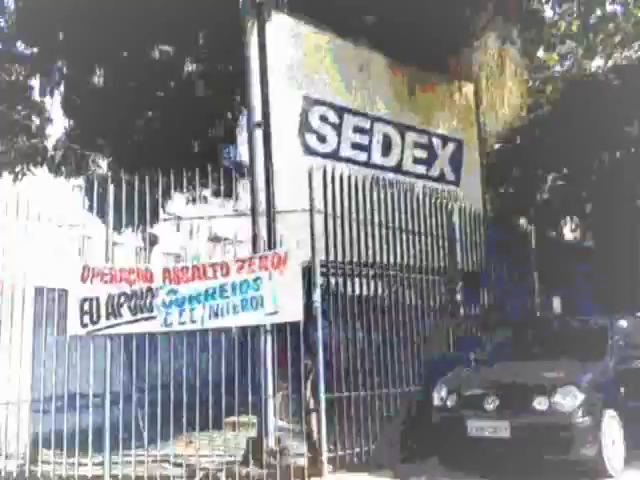 SEDEX
OPERAÇÃO ASSALTO ZERO!
EU APOIO
CORREIOS
C.E.E./NITERÓI